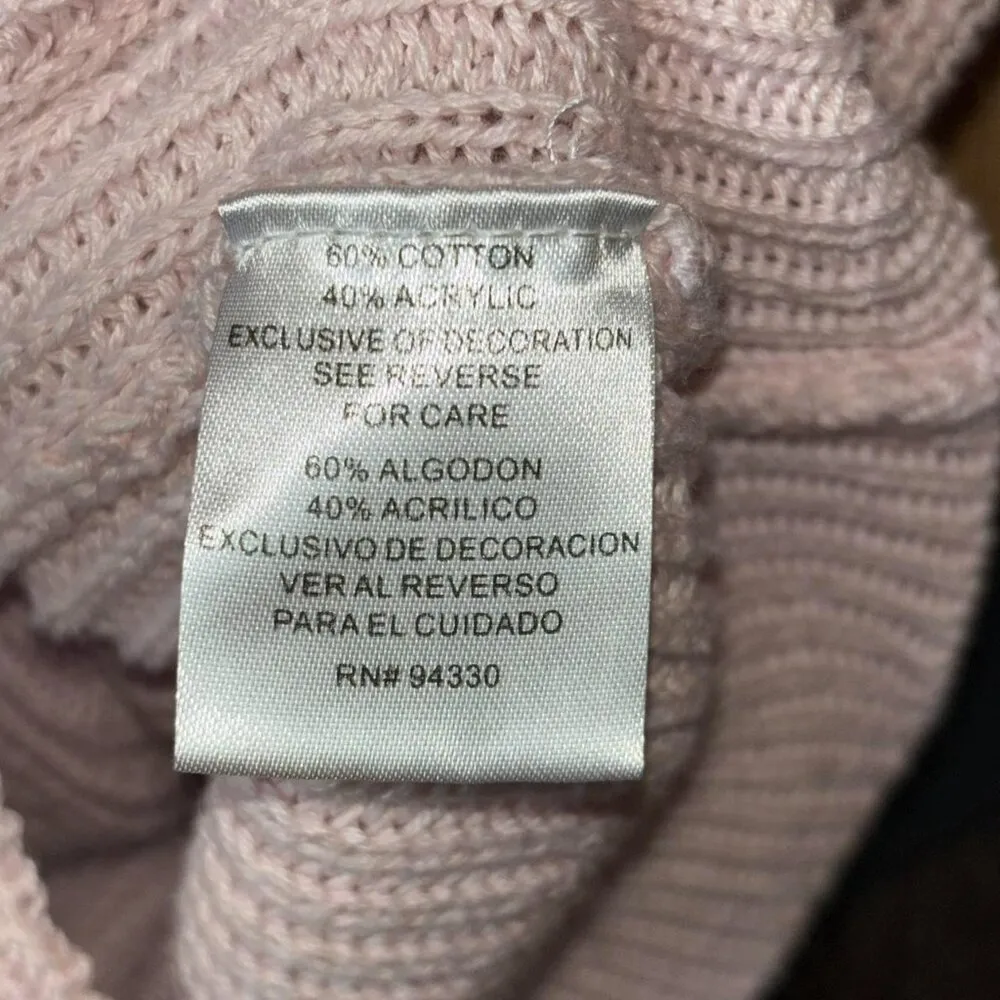 60% COTTON
40% ACRYLIC
EXCLUSIVE OF DECORATION
SEE REVERSE
FOR CARE
60% ALGODON
40% ACRILICO
EXCLUSIVO DE DECORACION
VER AL REVERSO
PARA EL CUIDADO
RN# 94330